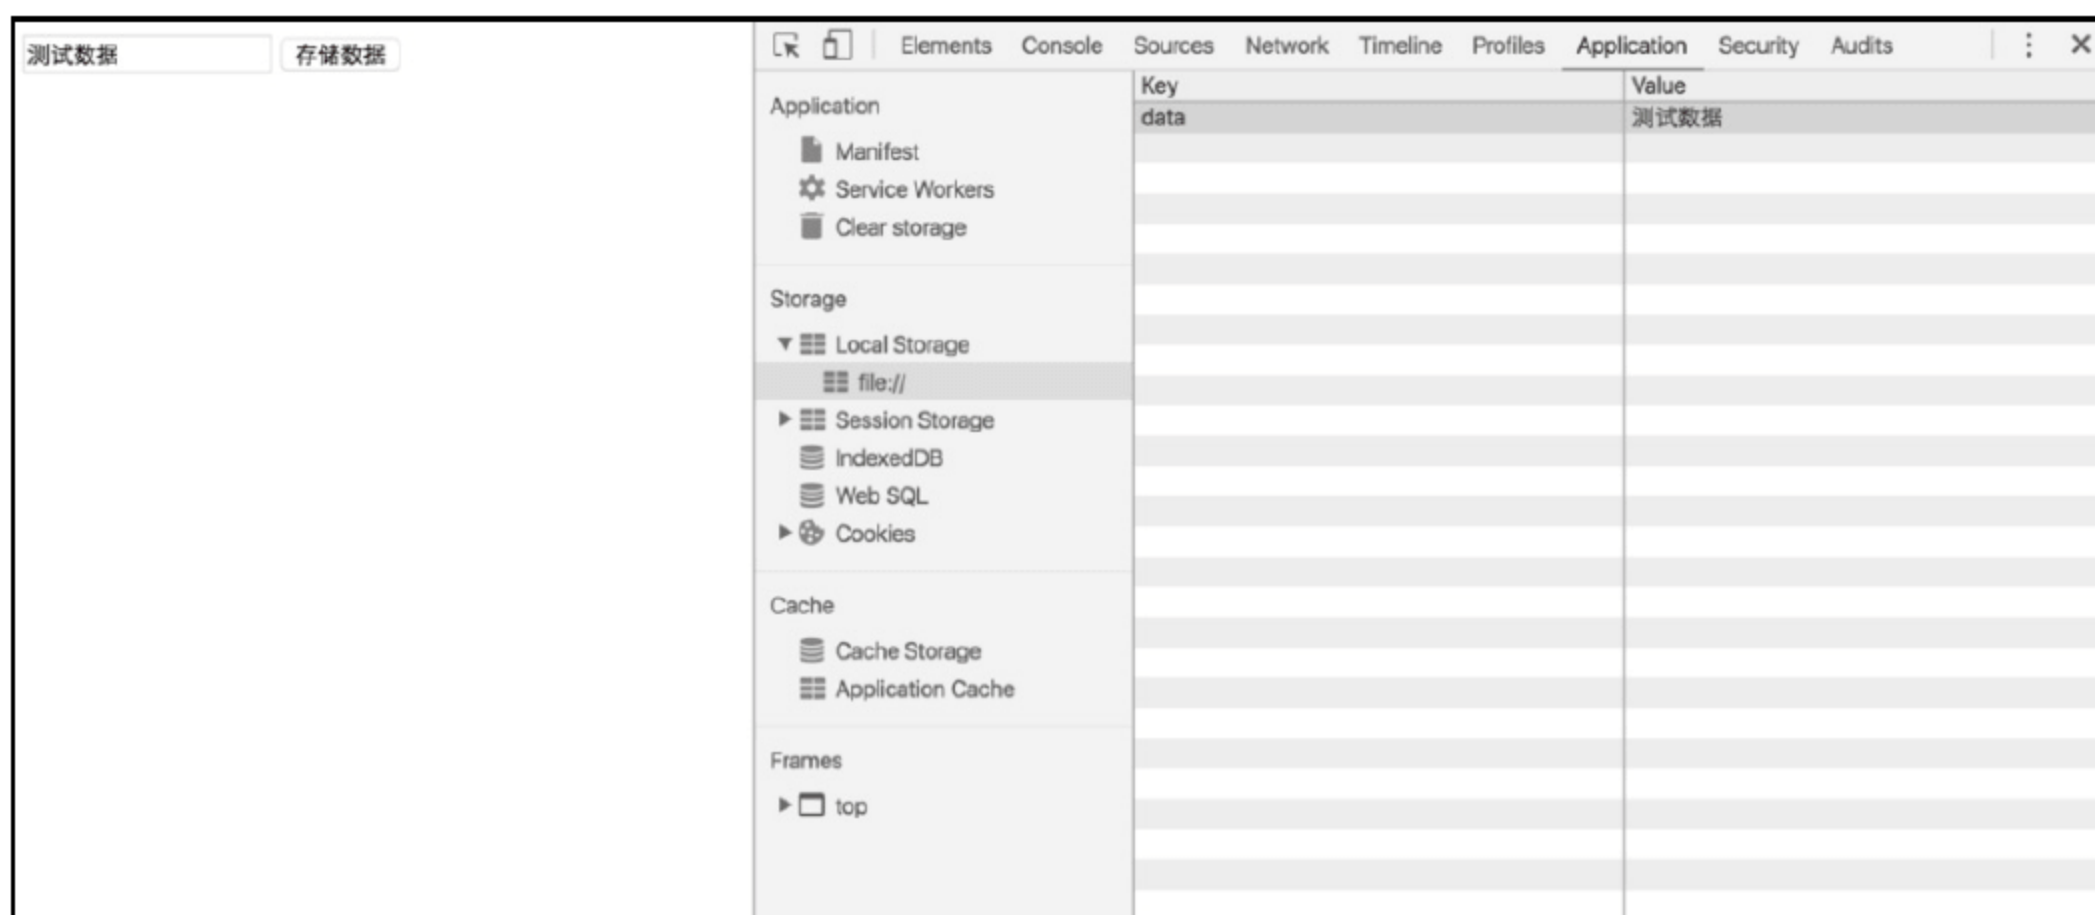 测试数据 存储数据
Elements Console Sources Network Timeline Profiles Application Security Audits
Application
Manifest
Service Workers
Clear storage
Storage
Local Storage
file://
Session Storage
IndexedDB
Web SQL
Cookies
Cache
Cache Storage
Application Cache
Frames
top
Key Value
data 测试数据